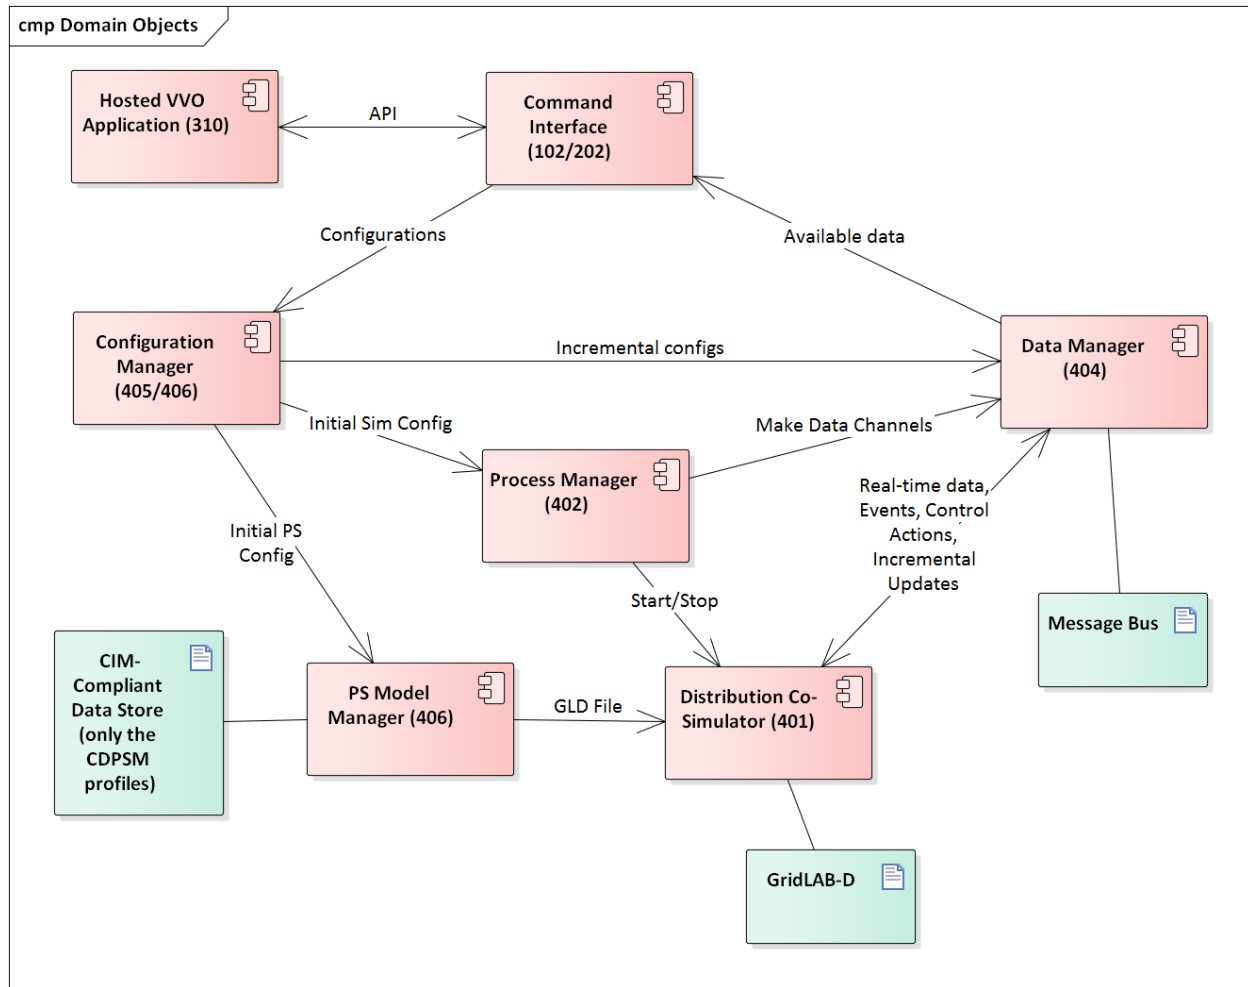 cmp Domain Objects
Hosted VVO
Application (310)
API
Command
Interface
(102/202)
Configurations
Available data
Configuration
Manager
(405/406)
Incremental configs
Data Manager
(404)
Initial Sim Config
Make Data Channels
Process Manager
(402)
Real-time data,
Events, Control
Actions,
Incremental
Updates
Initial PS
Config
Start/Stop
Message Bus
CIM-
Compliant
Data Store
(only the
CDPSM
profiles)
PS Model
Manager (406)
GLD File
Distribution Co-
Simulator (401)
GridLAB-D